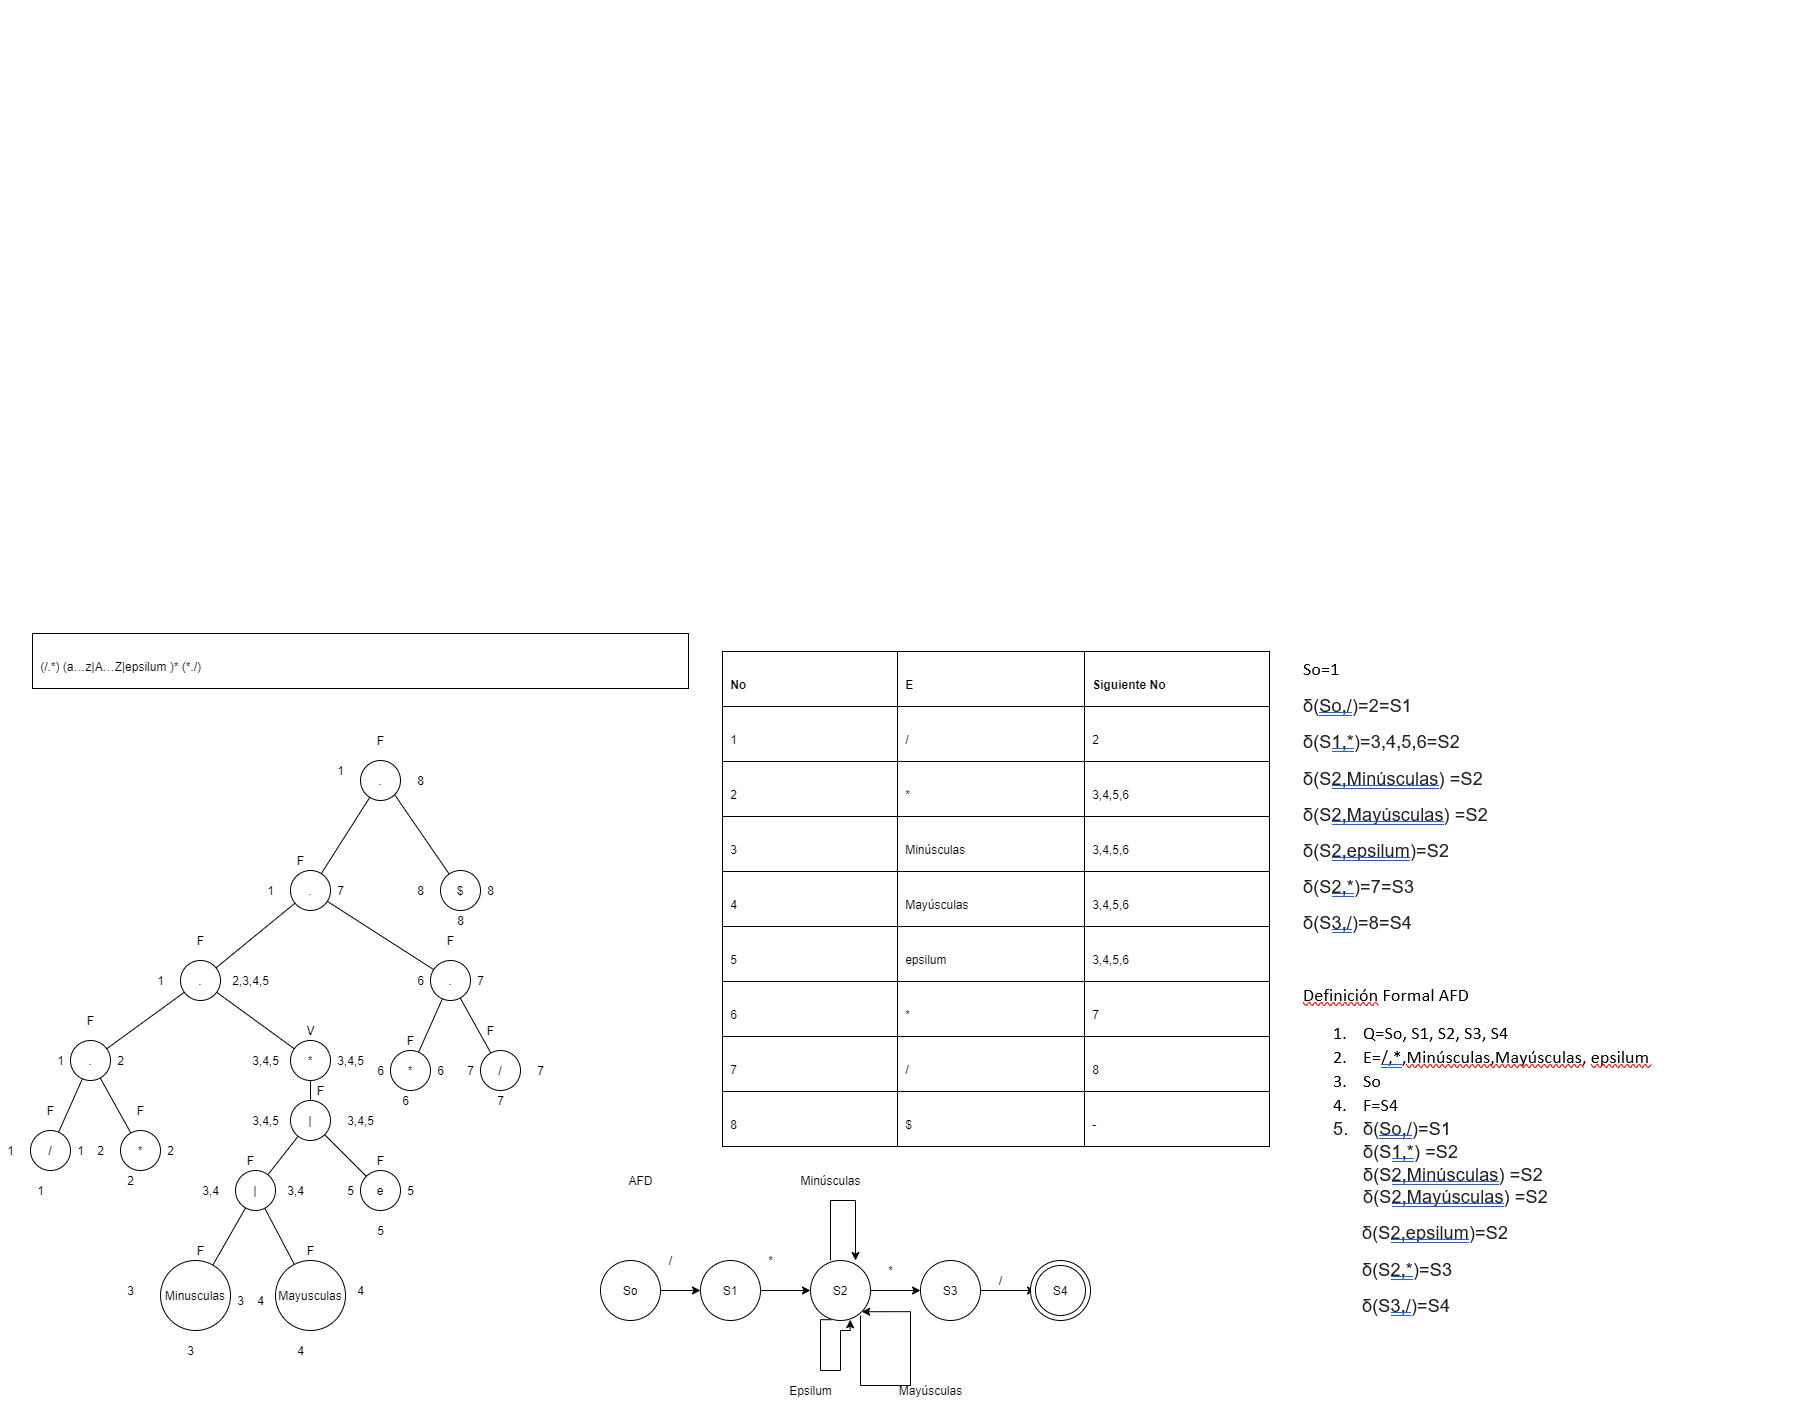 (/.*) (a…z|A…Z|epsilum )* (*./)
F
1 . 8
F
1 . 7
8 $ 8
8
F
1 . 2,3,4,5
F
6 . 7
F
1 . 2
V
3,4,5 * 3,4,5
F
6 * 6
6
F
7 / 7
7
F
1 / 1
1
F
2 * 2
2
F
3,4,5 | 3,4,5
F
3,4 | 3,4
F
5 e 5
5
F
3 Minusculas 3
3
F
4 Mayusculas 4
4
No E Siguiente No
1 / 2
2 * 3,4,5,6
3 Minúsculas 3,4,5,6
4 Mayúsculas 3,4,5,6
5 epsilum 3,4,5,6
6 * 7
7 / 8
8 $ -
AFD
Minúsculas
/ * * /
So S1 S2 S3 S4
Epsilum Mayúsculas
So=1
δ(So,/)=2=S1
δ(S1,*)=3,4,5,6=S2
δ(S2,Minúsculas) =S2
δ(S2,Mayúsculas) =S2
δ(S2,epsilum)=S2
δ(S2,*)=7=S3
δ(S3,/)=8=S4
Definición Formal AFD
1. Q=So, S1, S2, S3, S4
2. E=/,*,Minúsculas,Mayúsculas, epsilum
3. So
4. F=S4
5. δ(So,/)=S1
δ(S1,*) =S2
δ(S2,Minúsculas) =S2
δ(S2,Mayúsculas) =S2
δ(S2,epsilum)=S2
δ(S2,*)=S3
δ(S3,/)=S4